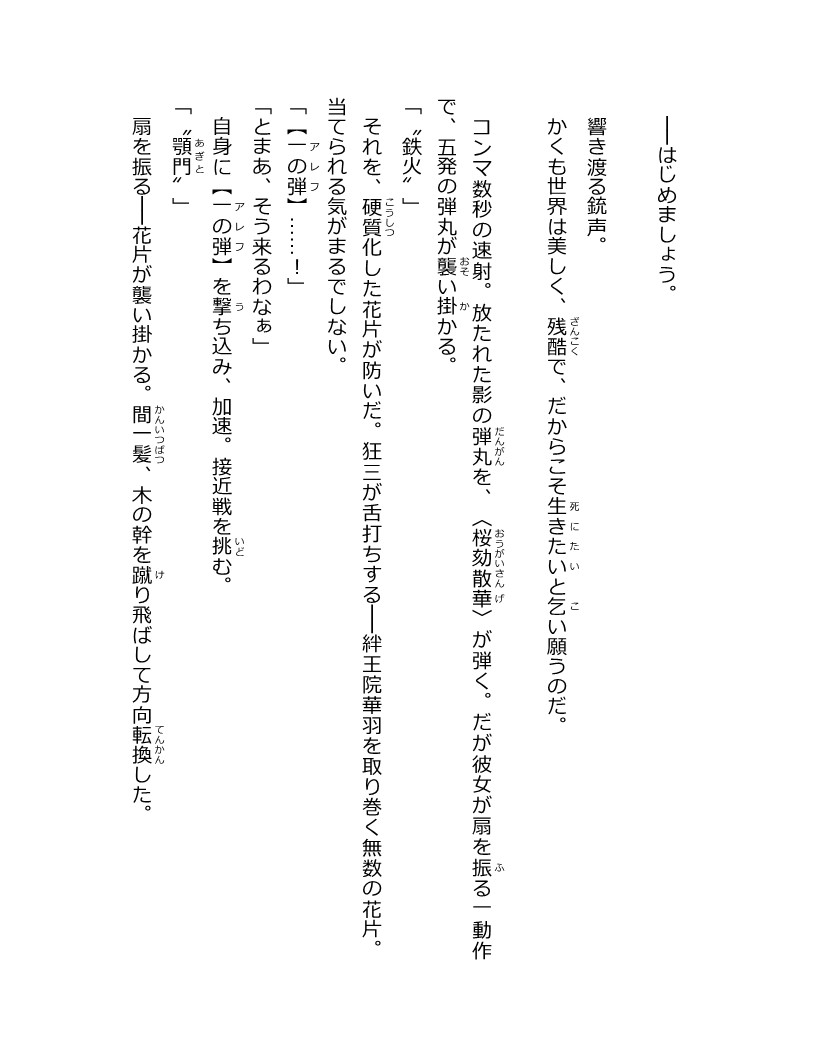 ――はじめましょう。
響き渡る銃声。
かくも世界は美しく、残酷で、だからこそ生きたいと乞い願うのだ。
コンマ数秒の速射。放たれた影の弾丸を、〈桜劾散華〉が弾く。だが彼女が扇を振る一動作
で、五発の弾丸が襲い掛かる。
「〝鉄火〟」
それを、硬質化した花片が防いだ。狂三が舌打ちする――絆王院華羽を取り巻く無数の花片。
当てられる気がまるでしない。
「【一の弾】……！」
「とまあ、そう来るわなぁ」
自身に【一の弾】を撃ち込み、加速。接近戦を挑む。
「〝顎門〟」
扇を振る――花片が襲い掛かる。間一髪、木の幹を蹴り飛ばして方向転換した。